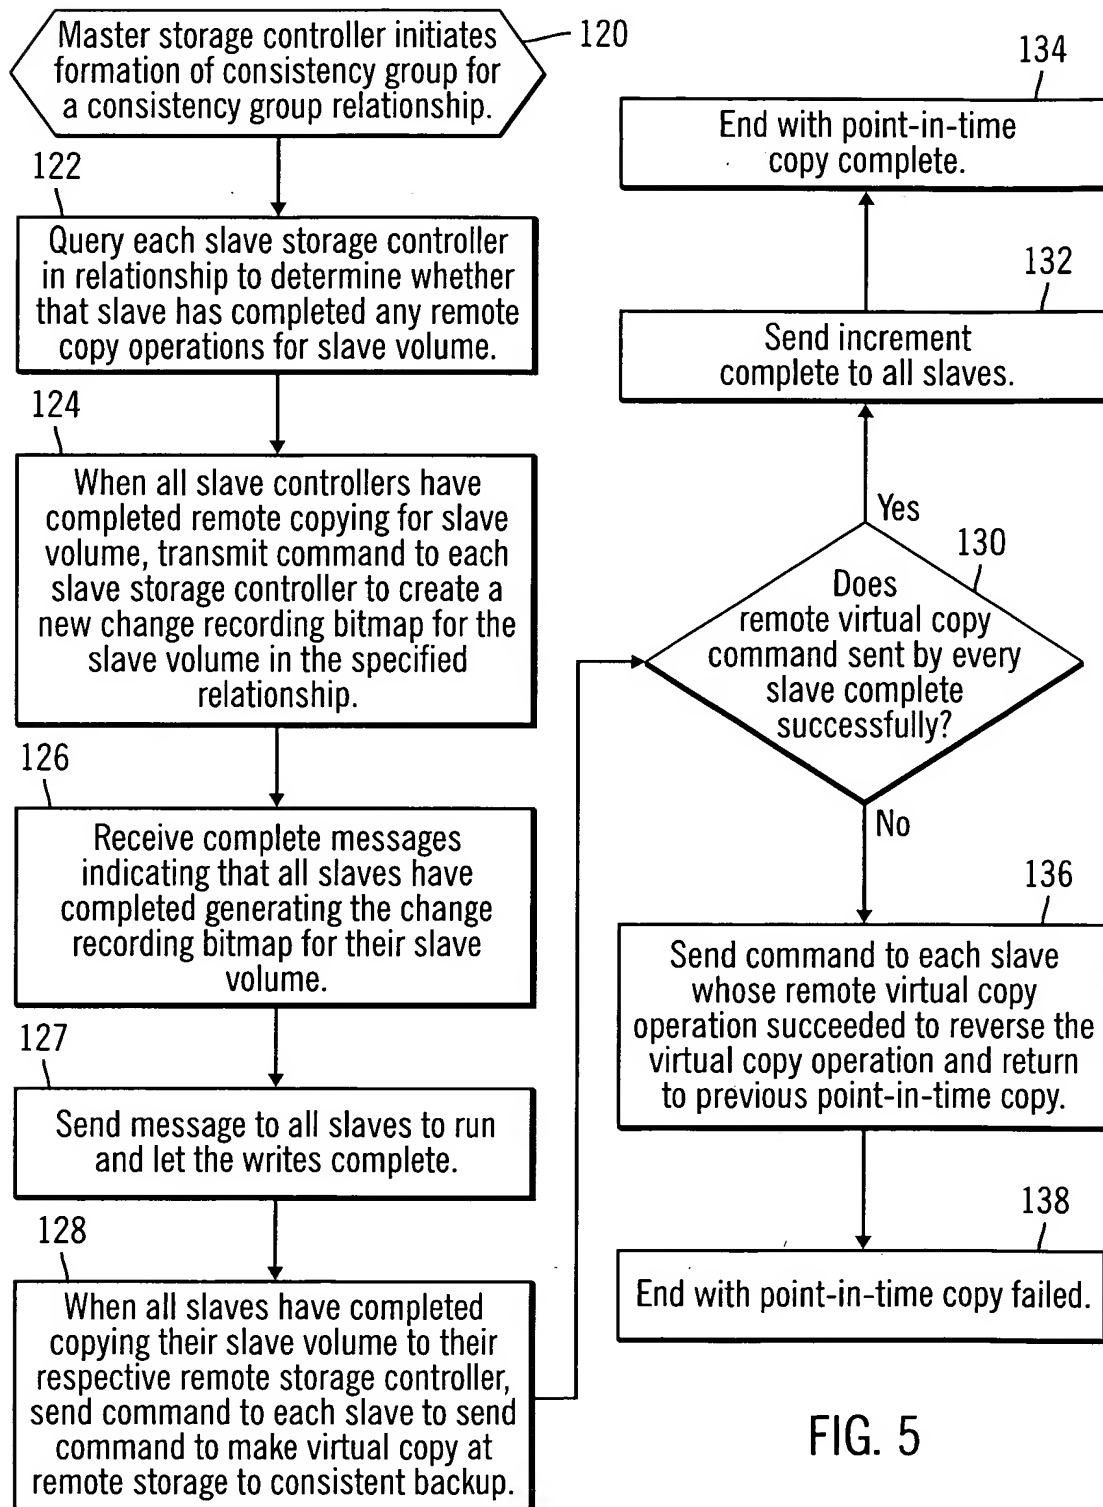 Master storage controller initiates
formation of consistency group for
a consistency group relationship.
120
122
Query each slave storage controller
in relationship to determine whether
that slave has completed any remote
copy operations for slave volume.
124
When all slave controllers have
completed remote copying for slave
volume, transmit command to each
slave storage controller to create a
new change recording bitmap for the
slave volume in the specified
relationship.
126
Receive complete messages
indicating that all slaves have
completed generating the change
recording bitmap for their slave
volume.
127
Send message to all slaves to run
and let the writes complete.
128
When all slaves have completed
copying their slave volume to their
respective remote storage controller,
send command to each slave to send
command to make virtual copy at
remote storage to consistent backup.
134
End with point-in-time
copy complete.
132
Send increment
complete to all slaves.
Yes
130
Does
remote virtual copy
command sent by every
slave complete
successfully?
No
136
Send command to each slave
whose remote virtual copy
operation succeeded to reverse the
virtual copy operation and return
to previous point-in-time copy.
138
End with point-in-time copy failed.
FIG. 5